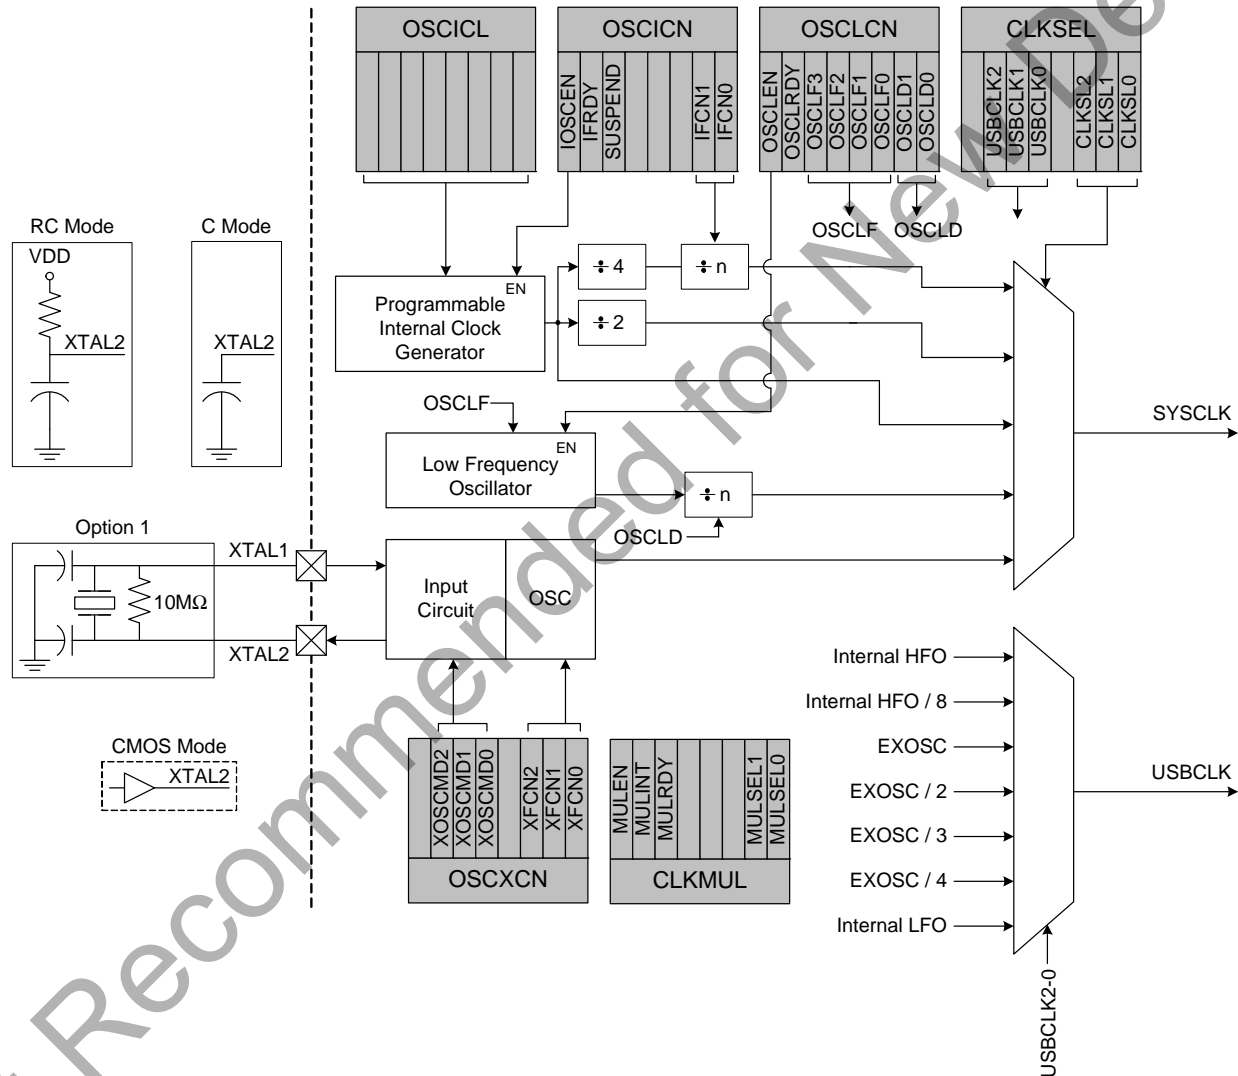 OSCICL
OSCICN
OSCLCN
CLKSEL
IOSCEN
IFRDY
SUSPEND
IFCN1
IFCN0
OSCLEN
OSCLRDY
OSCLF3
OSCLF2
OSCLF1
OSCLF0
OSCLD1
OSCLD0
USBCLK2
USBCLK1
USBCLK0
CLKSL2
CLKSL1
CLKSL0
RC Mode
VDD
XTAL2
C Mode
XTAL2
OSCLF
OSCLD
÷ 4
÷ n
÷ 2
EN
Programmable
Internal Clock
Generator
OSCLF
EN
Low Frequency
Oscillator
÷ n
OSCLD
SYSCLK
Option 1
XTAL1
10MΩ
XTAL2
Input
Circuit
OSC
CMOS Mode
XTAL2
XOSCMD2
XOSCMD1
XOSCMD0
XFCN2
XFCN1
XFCN0
OSCXCN
MULEN
MULINT
MULRDY
MULSEL1
MULSEL0
CLKMUL
Internal HFO
Internal HFO / 8
EXOSC
EXOSC / 2
EXOSC / 3
EXOSC / 4
Internal LFO
USBCLK
USBCLK2-0
Recommended for New De